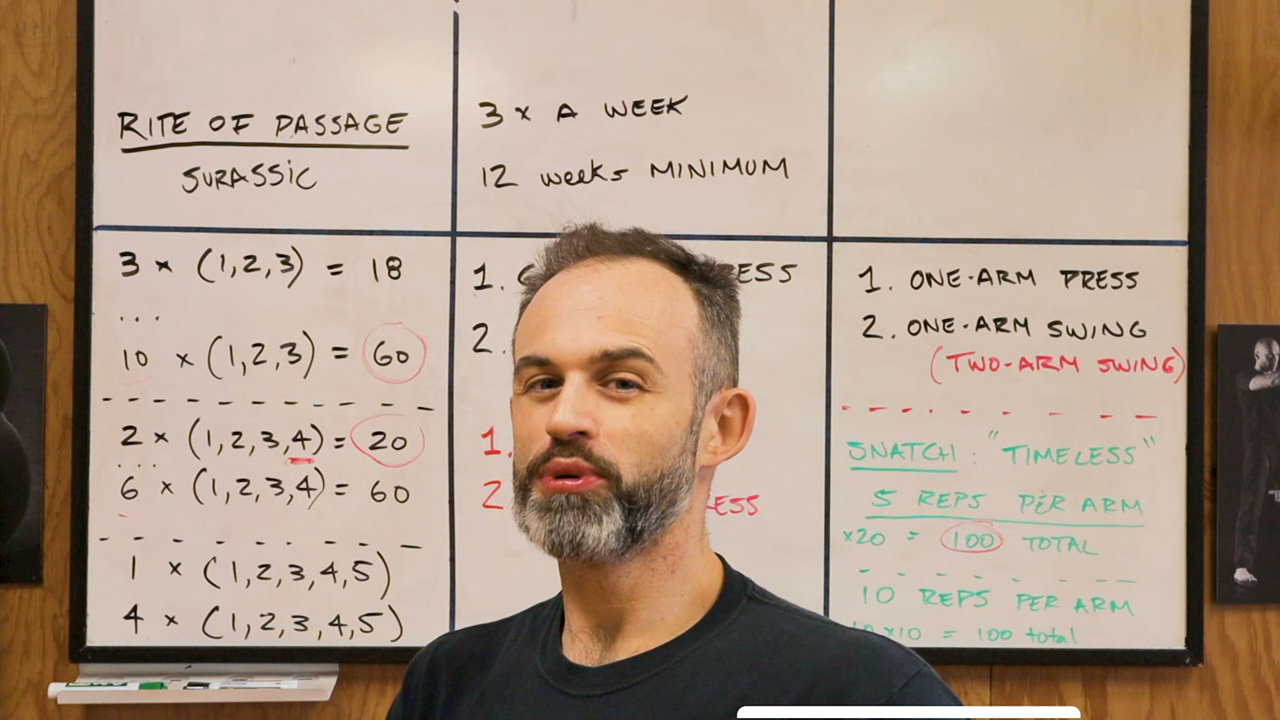 RITE OF PASSAGE
JURASSIC
3 × (1,2,3) = 18
...
10 × (1,2,3) = 60
2 × (1,2,3,4) = 20
...
6 × (1,2,3,4) = 60
1 × (1,2,3,4,5)
4 × (1,2,3,4,5)
3 × A WEEK
12 weeks MINIMUM
1.
2.
1.
2
1. ONE-ARM PRESS
2. ONE-ARM SWING
(TWO-ARM SWING)
SNATCH: "TIMELESS"
5 REPS PER ARM
×20 = 100 TOTAL
10 REPS PER ARM
10×10 = 100 total